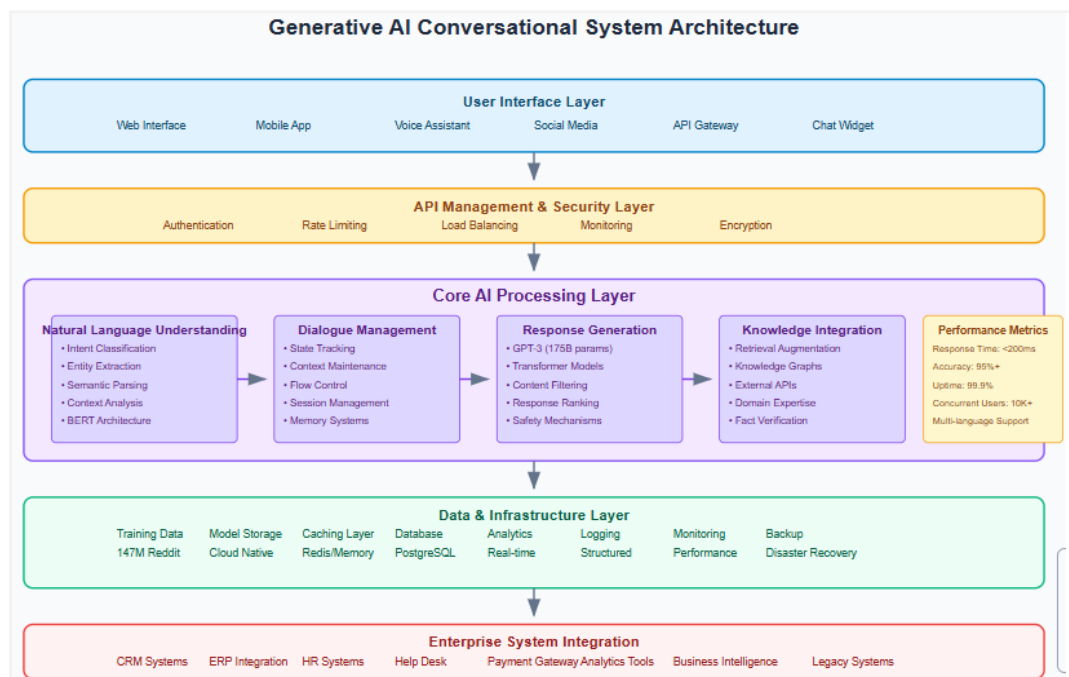 Generative AI Conversational System Architecture
User Interface Layer
Web Interface Mobile App Voice Assistant Social Media API Gateway Chat Widget
API Management & Security Layer
Authentication Rate Limiting Load Balancing Monitoring Encryption
Core AI Processing Layer
Natural Language Understanding
• Intent Classification
• Entity Extraction
• Semantic Parsing
• Context Analysis
• BERT Architecture
Dialogue Management
• State Tracking
• Context Maintenance
• Flow Control
• Session Management
• Memory Systems
Response Generation
• GPT-3 (175B params)
• Transformer Models
• Content Filtering
• Response Ranking
• Safety Mechanisms
Knowledge Integration
• Retrieval Augmentation
• Knowledge Graphs
• External APIs
• Domain Expertise
• Fact Verification
Performance Metrics
Response Time: <200ms
Accuracy: 95%+
Uptime: 99.9%
Concurrent Users: 10K+
Multi-language Support
Data & Infrastructure Layer
Training Data Model Storage Caching Layer Database Analytics Logging Monitoring Backup
147M Reddit Cloud Native Redis/Memory PostgreSQL Real-time Structured Performance Disaster Recovery
Enterprise System Integration
CRM Systems ERP Integration HR Systems Help Desk Payment Gateway Analytics Tools Business Intelligence Legacy Systems